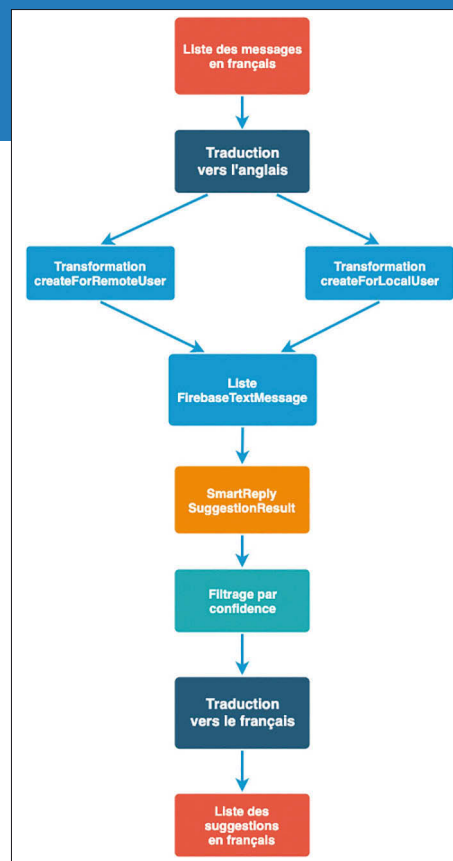 Liste des messages
en français
Traduction
vers l'anglais
Transformation
createForRemoteUser
Transformation
createForLocalUser
Liste
FirebaseTextMessage
SmartReply
SuggestionResult
Filtrage par
confidence
Traduction
vers le français
Liste des
suggestions
en français